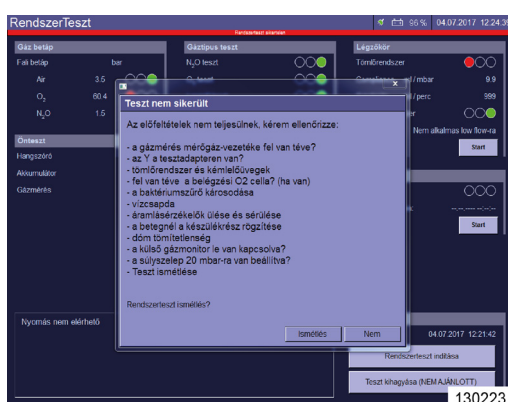 RendszerTeszt
96 %
04.07.2017 12:24:39
Rendszerteszt sikertelen
Gáz betáp
Gáztípus teszt
Légzőkör
Fali betáp bar
N2O teszt
Tömlőrendszer
Air 3.5
/ mbar 9.9
O2 60.4
/ perc 999
N2O 1.5
Nem alkalmas low flow-ra
Start
Önteszt
Hangszóró
Akkumulátor
Gázmérés
Start
Teszt nem sikerült
Az előfeltételek nem teljesülnek, kérem ellenőrizze:
- a gázmérés mérőgáz-vezetéke fel van téve?
- az Y a tesztadapteren van?
- tömlőrendszer és kémlelőüvegek
- fel van téve a belégzési O2 cella? (ha van)
- a baktériumszűrő károsodása
- vízcsapda
- áramlásérzékelők ülése és sérülése
- a betegnél a készülékrész rögzítése
- dóm tömítetlenség
- a külső gázmonitor le van kapcsolva?
- a súlyszelep 20 mbar-ra van beállítva?
- Teszt ismétlése
Rendszerteszt ismétlés?
Ismétlés
Nem
Nyomás nem elérhető
04.07.2017 12:21:42
Rendszerteszt indítása
Teszt kihagyása (NEM AJÁNLOTT)
130223